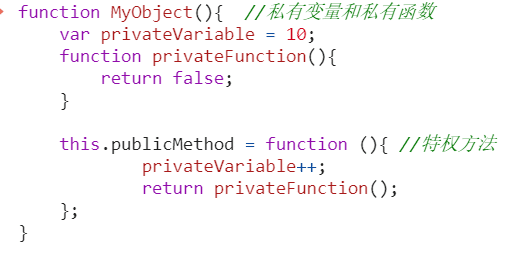 function MyObject(){  //私有变量和私有函数
    var privateVariable = 10;
    function privateFunction(){
        return false;
    }

    this.publicMethod = function (){ //特权方法
            privateVariable++;
            return privateFunction();
    };
}